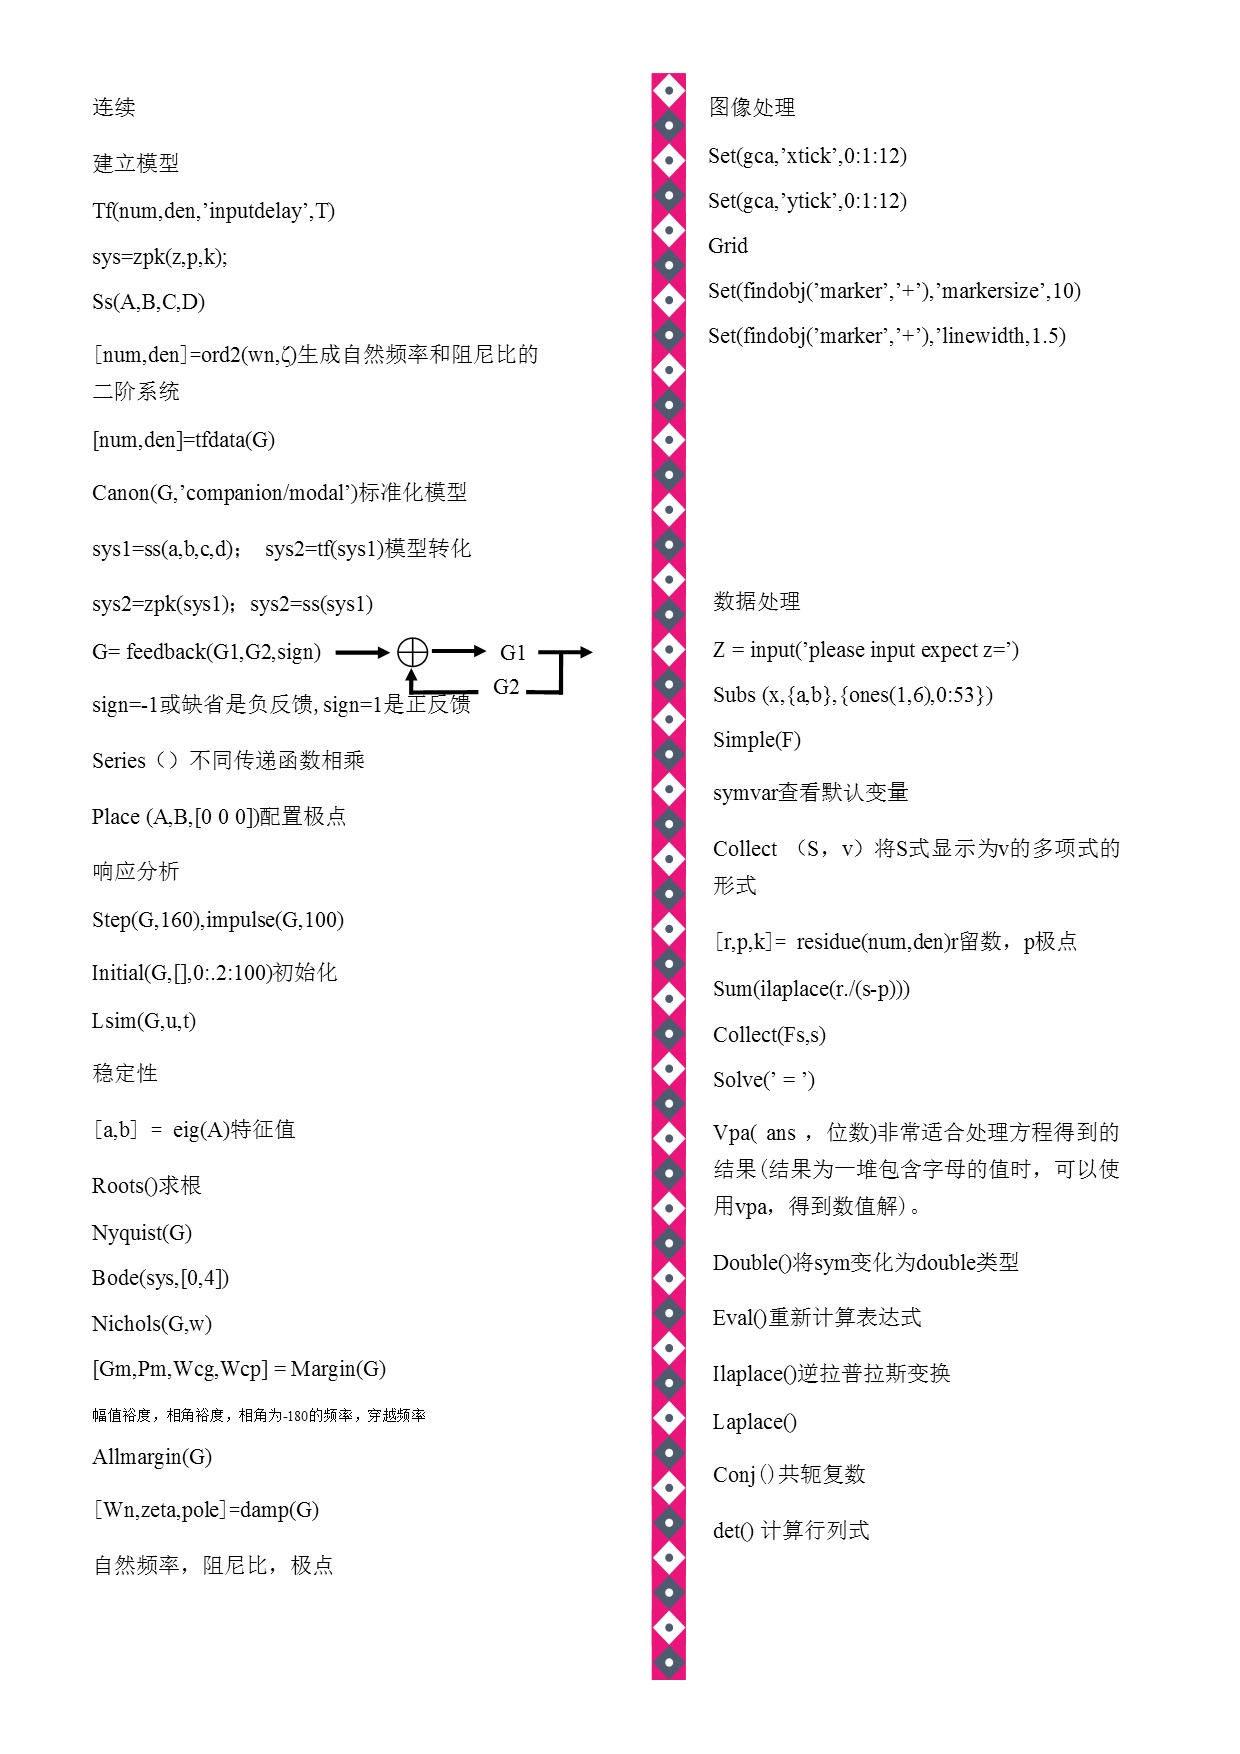 连续
建立模型
Tf(num,den,’inputdelay’,T)
sys=zpk(z,p,k);
Ss(A,B,C,D)
[num,den]=ord2(wn,ζ)生成自然频率和阻尼比的
二阶系统
[num,den]=tfdata(G)
Canon(G,’companion/modal’)标准化模型
sys1=ss(a,b,c,d); sys2=tf(sys1)模型转化
sys2=zpk(sys1);sys2=ss(sys1)
G= feedback(G1,G2,sign) G1
G2
sign=-1或缺省是负反馈,sign=1是正反馈
Series（）不同传递函数相乘
Place (A,B,[0 0 0])配置极点
响应分析
Step(G,160),impulse(G,100)
Initial(G,[],0:.2:100)初始化
Lsim(G,u,t)
稳定性
[a,b] = eig(A)特征值
Roots()求根
Nyquist(G)
Bode(sys,[0,4])
Nichols(G,w)
[Gm,Pm,Wcg,Wcp] = Margin(G)
幅值裕度，相角裕度，相角为-180的频率，穿越频率
Allmargin(G)
[Wn,zeta,pole]=damp(G)
自然频率，阻尼比，极点
图像处理
Set(gca,’xtick’,0:1:12)
Set(gca,’ytick’,0:1:12)
Grid
Set(findobj(’marker’,’+’),’markersize’,10)
Set(findobj(’marker’,’+’),’linewidth,1.5)
数据处理
Z = input(’please input expect z=’)
Subs (x,{a,b},{ones(1,6),0:53})
Simple(F)
symvar查看默认变量
Collect （S，v）将S式显示为v的多项式的
形式
[r,p,k]= residue(num,den)r留数，p极点
Sum(ilaplace(r./(s-p)))
Collect(Fs,s)
Solve(’ = ’)
Vpa( ans ，位数)非常适合处理方程得到的
结果(结果为一堆包含字母的值时，可以使
用vpa，得到数值解)。
Double()将sym变化为double类型
Eval()重新计算表达式
Ilaplace()逆拉普拉斯变换
Laplace()
Conj()共轭复数
det() 计算行列式